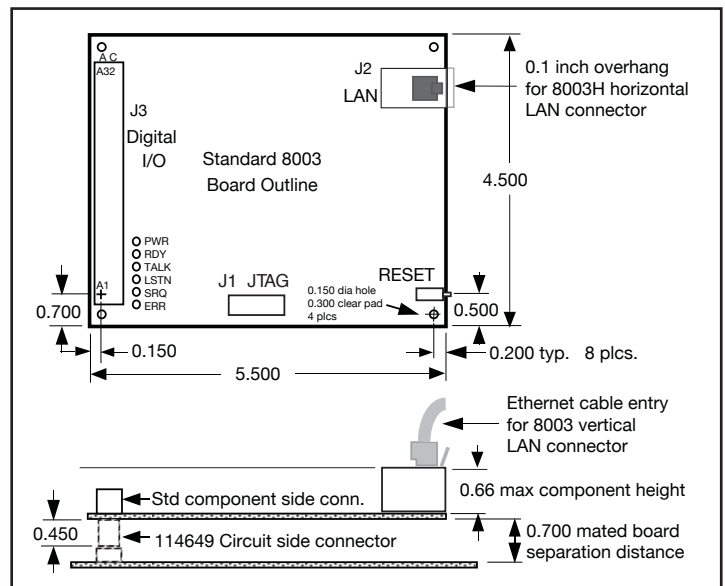 A C
A32
J3
Digital
I/O
J2
LAN
0.1 inch overhang
for 8003H horizontal
LAN connector
Standard 8003
Board Outline
4.500
PWR
RDY
TALK
LSTN
SRQ
ERR
A1
0.700
0.150
5.500
J1 JTAG
0.150 dia hole
0.300 clear pad
4 plcs
RESET
0.500
0.200 typ. 8 plcs.
Ethernet cable entry
for 8003 vertical
LAN connector
Std component side conn.
0.66 max component height
0.450
114649 Circuit side connector
0.700 mated board
separation distance